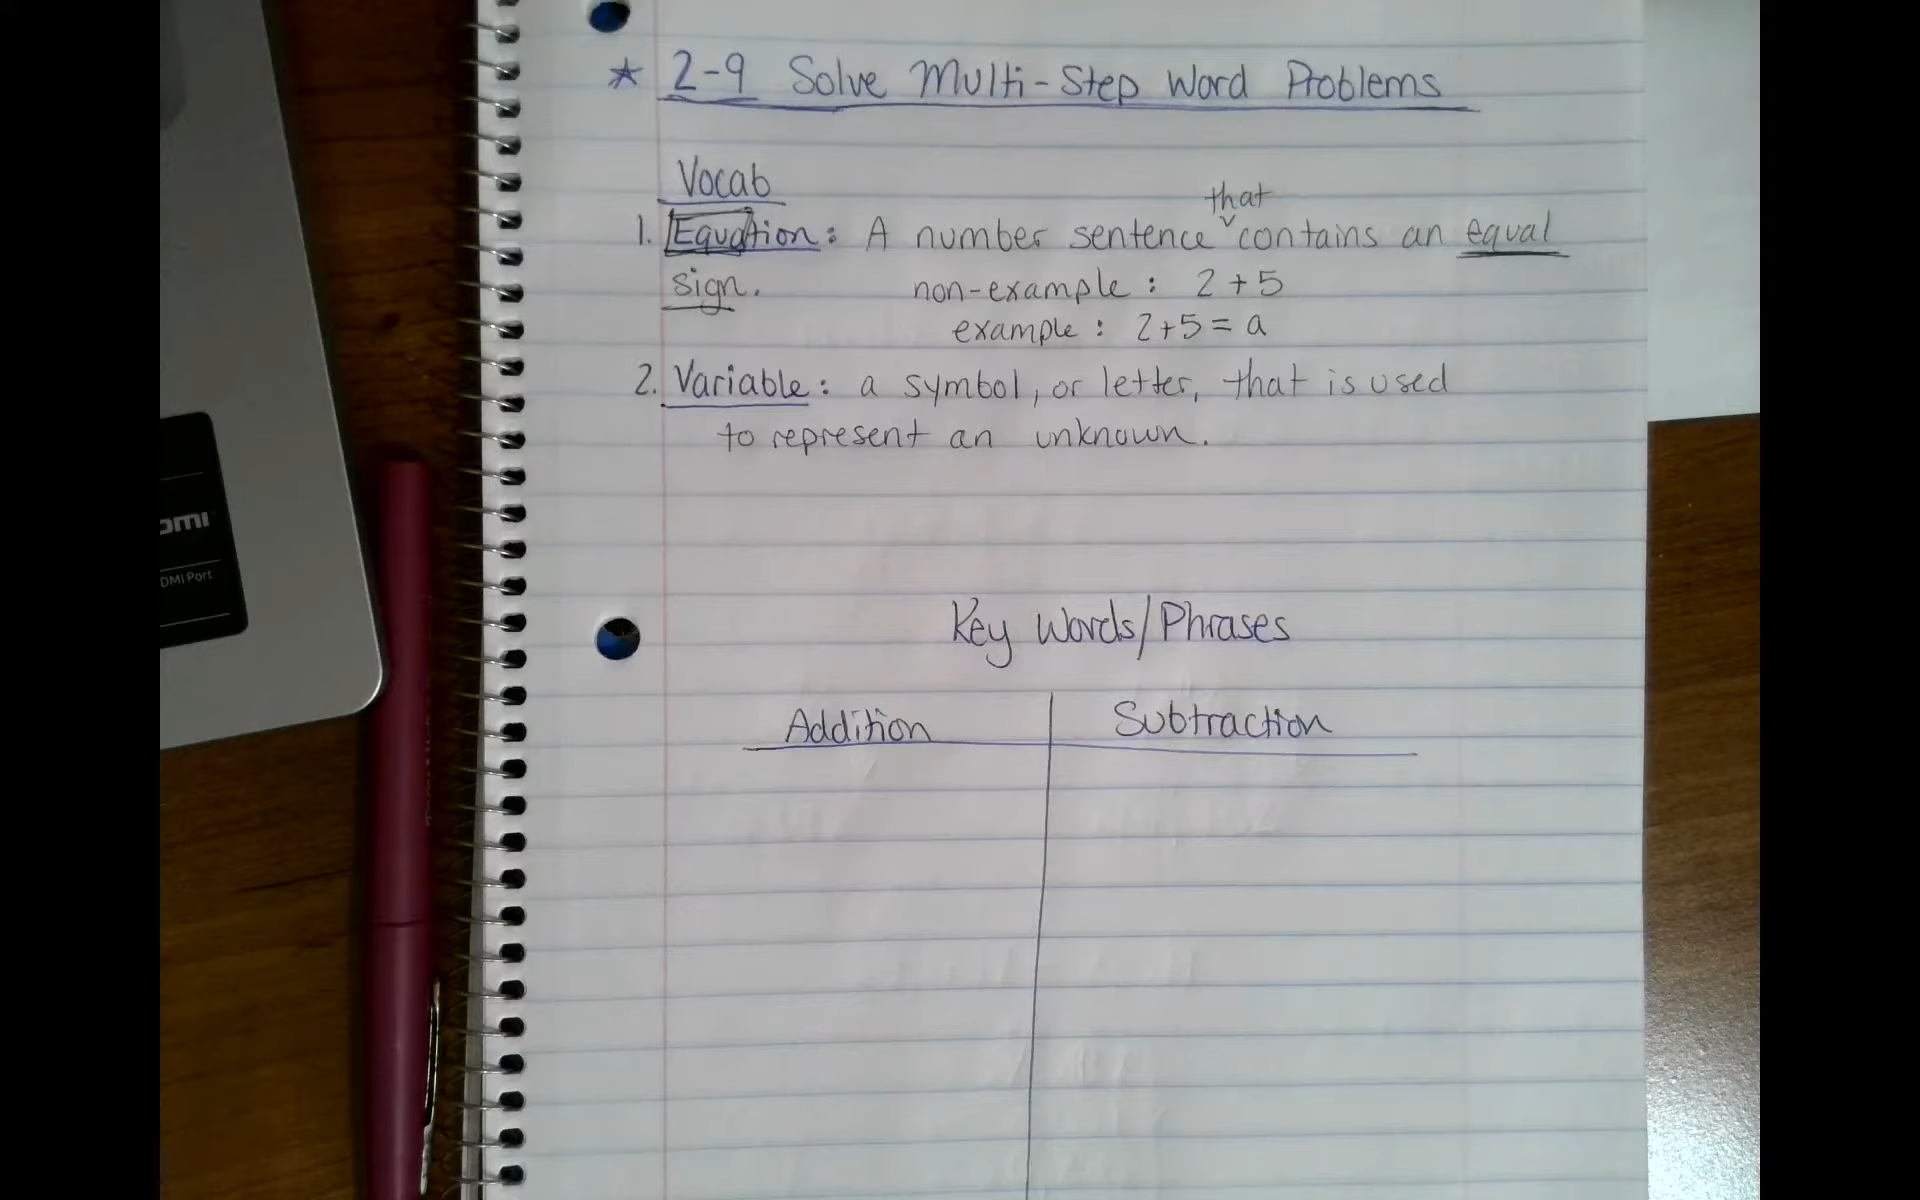 * 2-9 Solve Multi-Step Word Problems
Vocab
that
1. Equation: A number sentence ˅ contains an equal
sign. non-example: 2+5
example: 2+5=a
2. Variable: a symbol, or letter, that is used
to represent an unknown.
DMI Port
Key Words/Phrases
Addition Subtraction